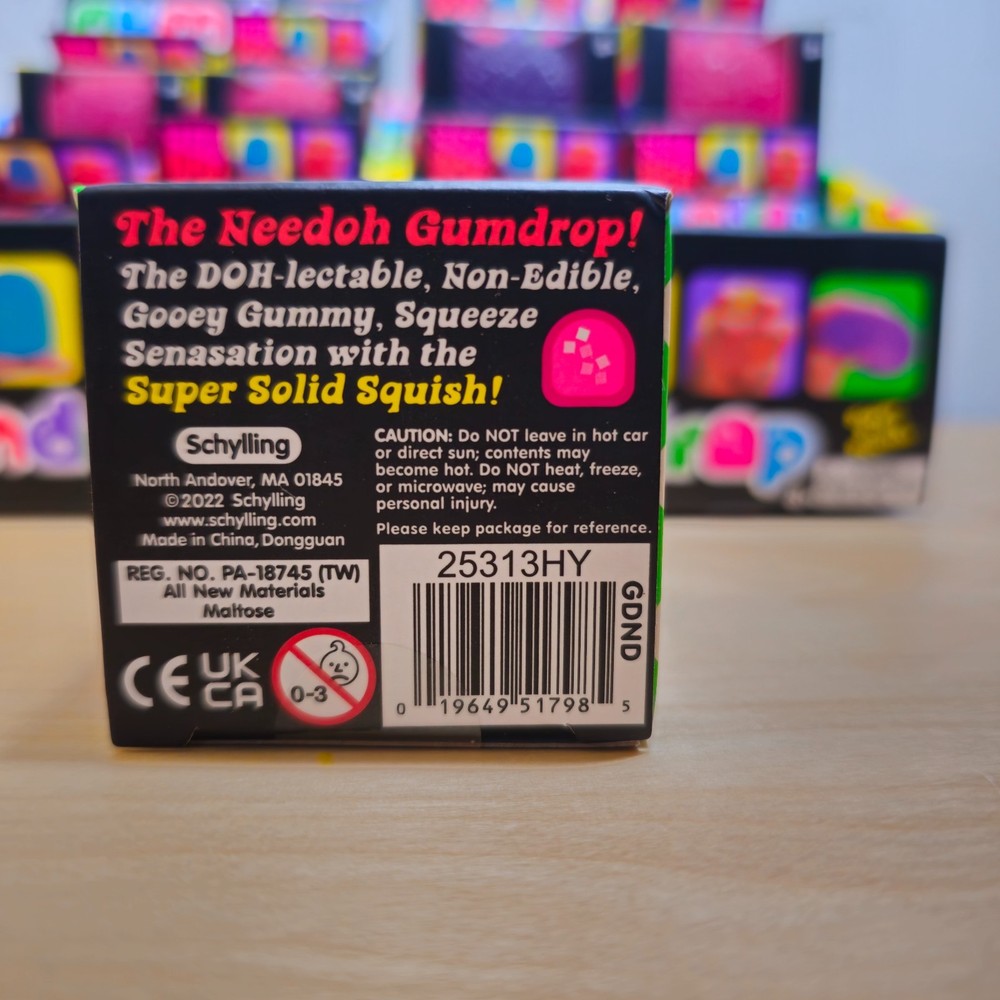 The Needoh Gumdrop!
The DOH-lectable, Non-Edible,
Gooey Gummy, Squeeze
Senasation with the
Super Solid Squish!
Schylling
North Andover, MA 01845
©2022 Schylling
www.schylling.com
Made in China, Dongguan
REG. NO. PA-18745 (TW)
All New Materials
Maltose
CE UK
CA
0-3
CAUTION: Do NOT leave in hot car
or direct sun; contents may
become hot. Do NOT heat, freeze,
or microwave; may cause
personal injury.
Please keep package for reference.
25313HY
GDND
0 19649 51798 5